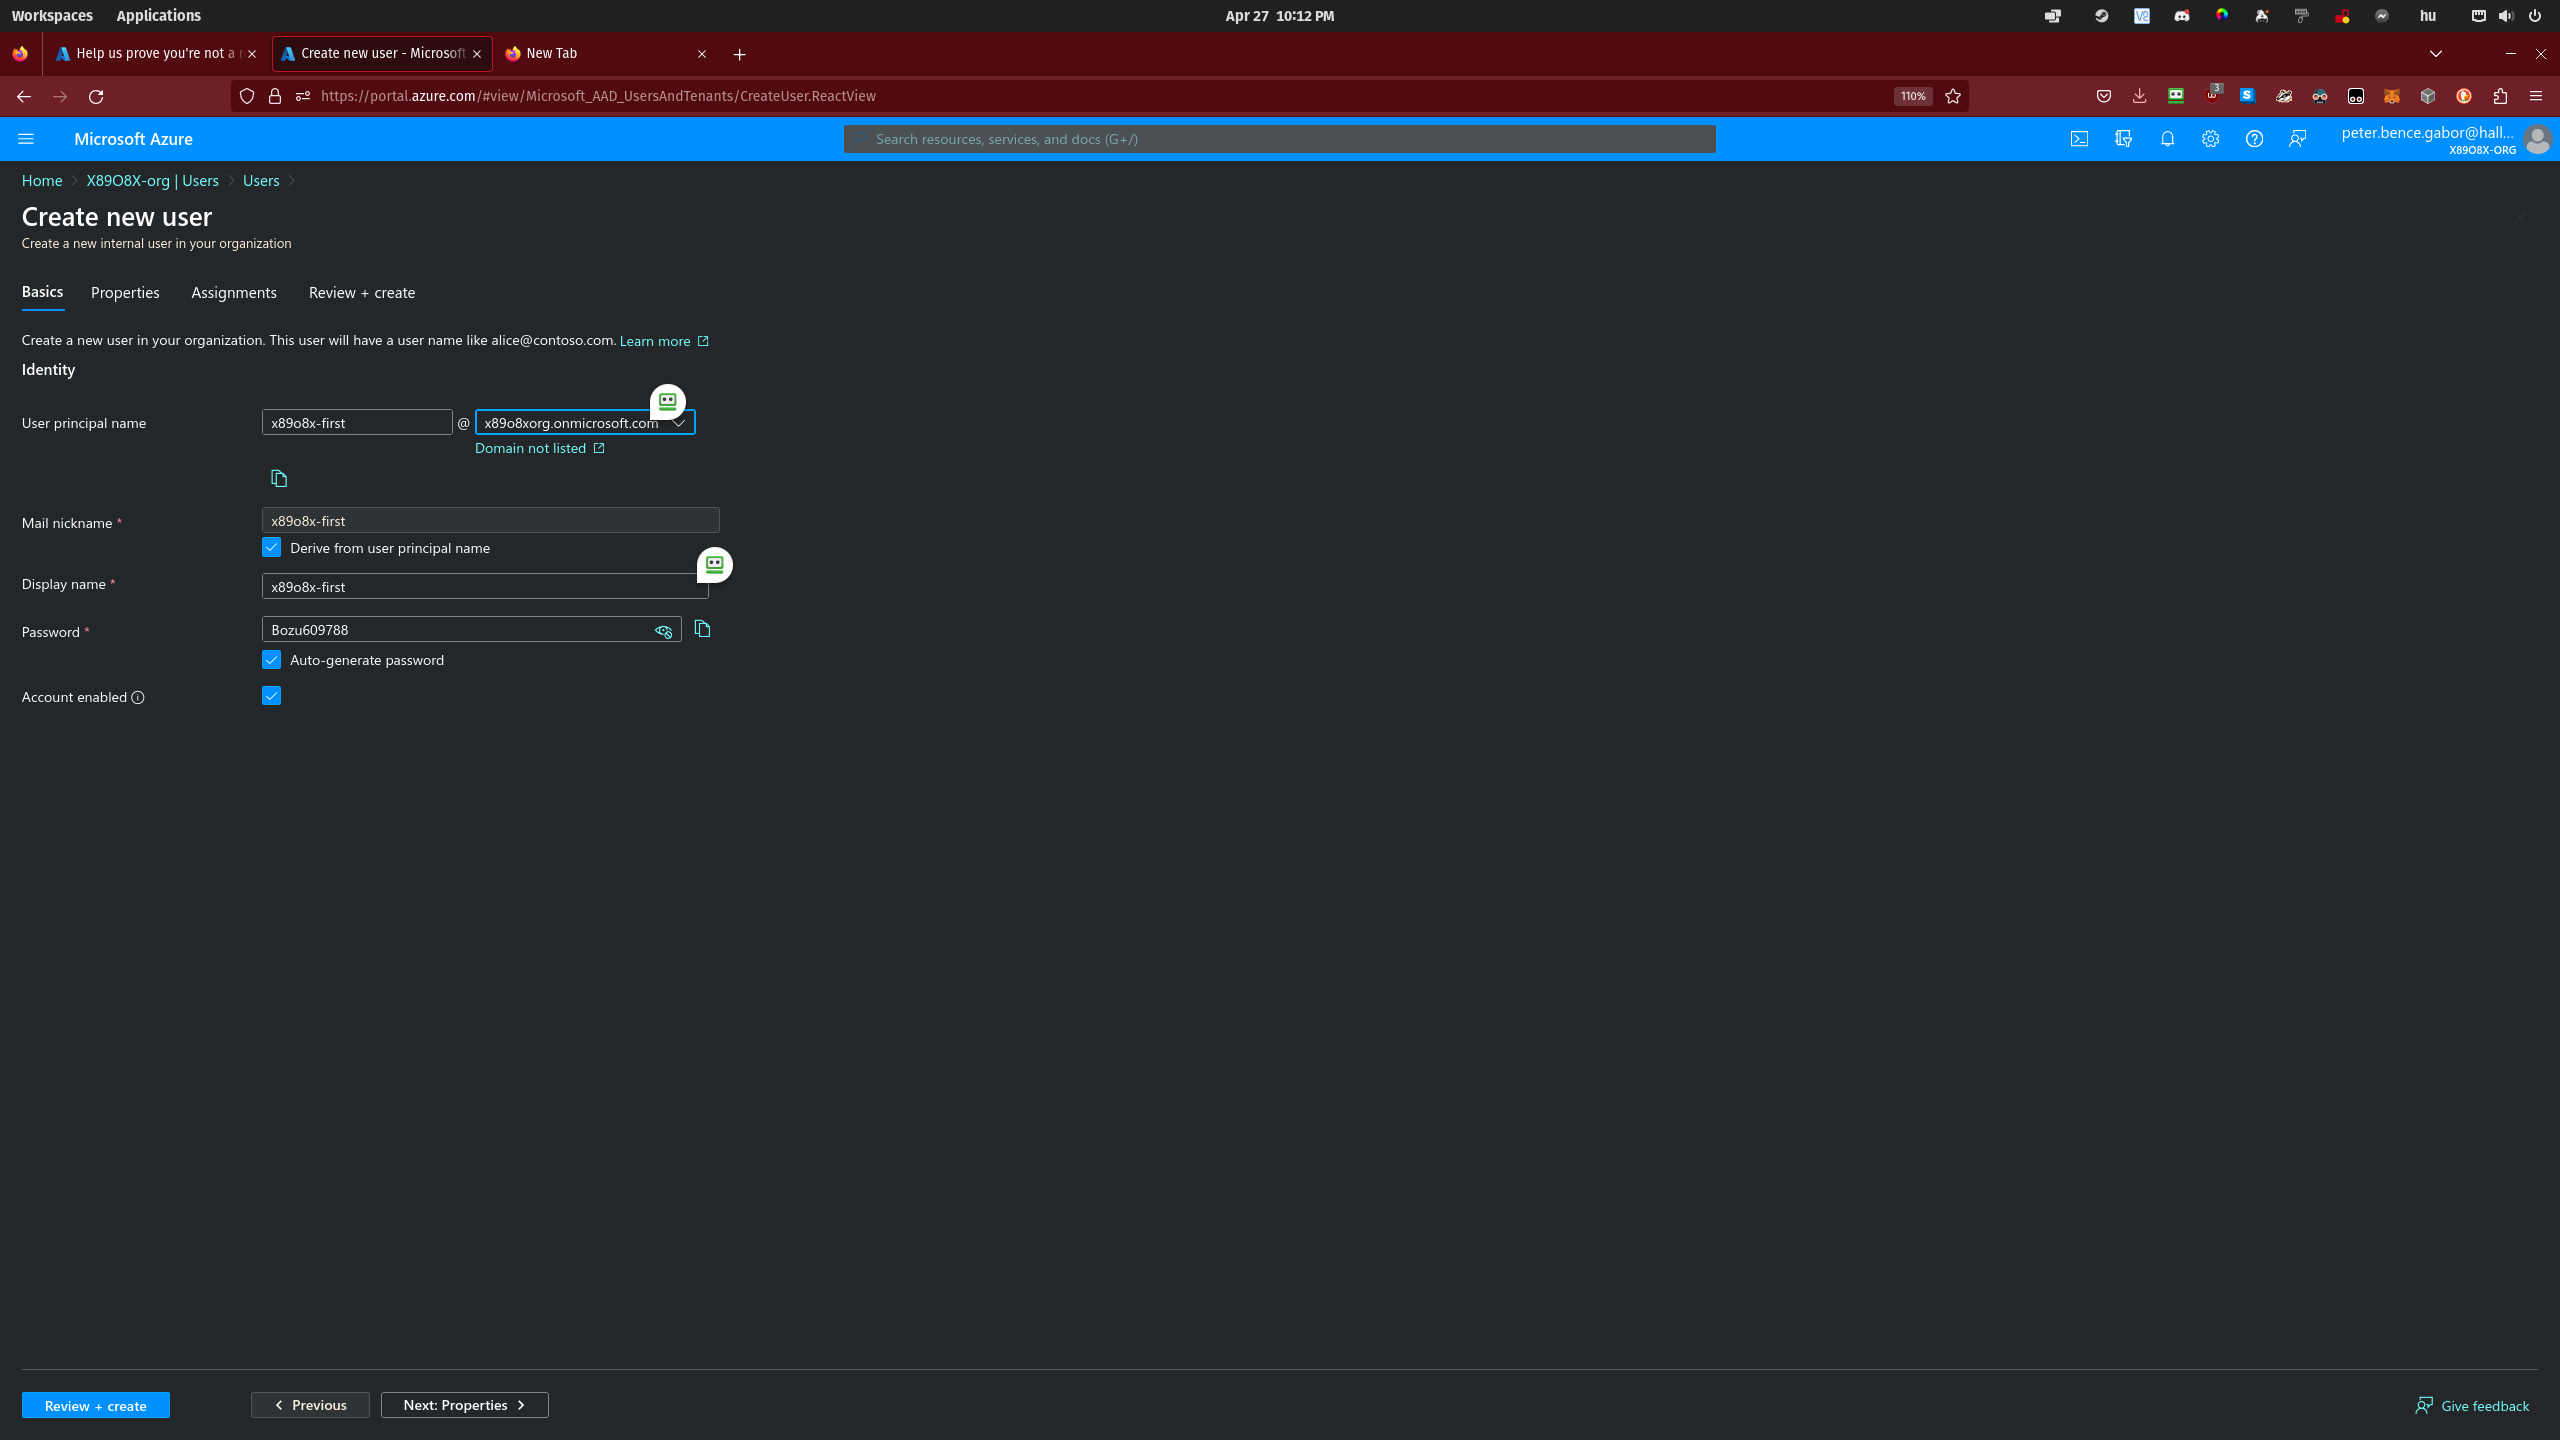 Workspaces Applications Apr 27 10:12 PM hu
Help us prove you're not a r Create new user - Microsoft New Tab
https://portal.azure.com/#view/Microsoft_AAD_UsersAndTenants/CreateUser.ReactView 110% 3
Microsoft Azure Search resources, services, and docs (G+/) peter.bence.gabor@hall...
X89O8X-ORG
Home X89O8X-org | Users Users
Create new user
Create a new internal user in your organization
Basics Properties Assignments Review + create
Create a new user in your organization. This user will have a user name like alice@contoso.com. Learn more
Identity
User principal name x89o8x-first @ x89o8xorg.onmicrosoft.com
Domain not listed
Mail nickname * x89o8x-first
Derive from user principal name
Display name * x89o8x-first
Password * Bozu609788
Auto-generate password
Account enabled
Review + create Previous Next: Properties Give feedback